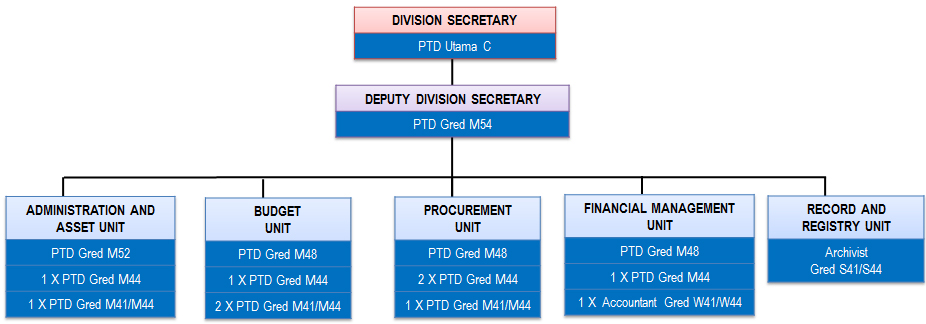 DIVISION SECRETARY
PTD Utama C
DEPUTY DIVISION SECRETARY
PTD Gred M54
ADMINISTRATION AND
ASSET UNIT
PTD Gred M52
1 X PTD Gred M44
1 X PTD Gred M41/M44
BUDGET
UNIT
PTD Gred M48
1 X PTD Gred M44
2 X PTD Gred M41/M44
PROCUREMENT
UNIT
PTD Gred M48
2 X PTD Gred M44
1 X PTD Gred M41/M44
FINANCIAL MANAGEMENT
UNIT
PTD Gred M48
1 X PTD Gred M44
1 X Accountant Gred W41/W44
RECORD AND
REGISTRY UNIT
Archivist
Gred S41/S44